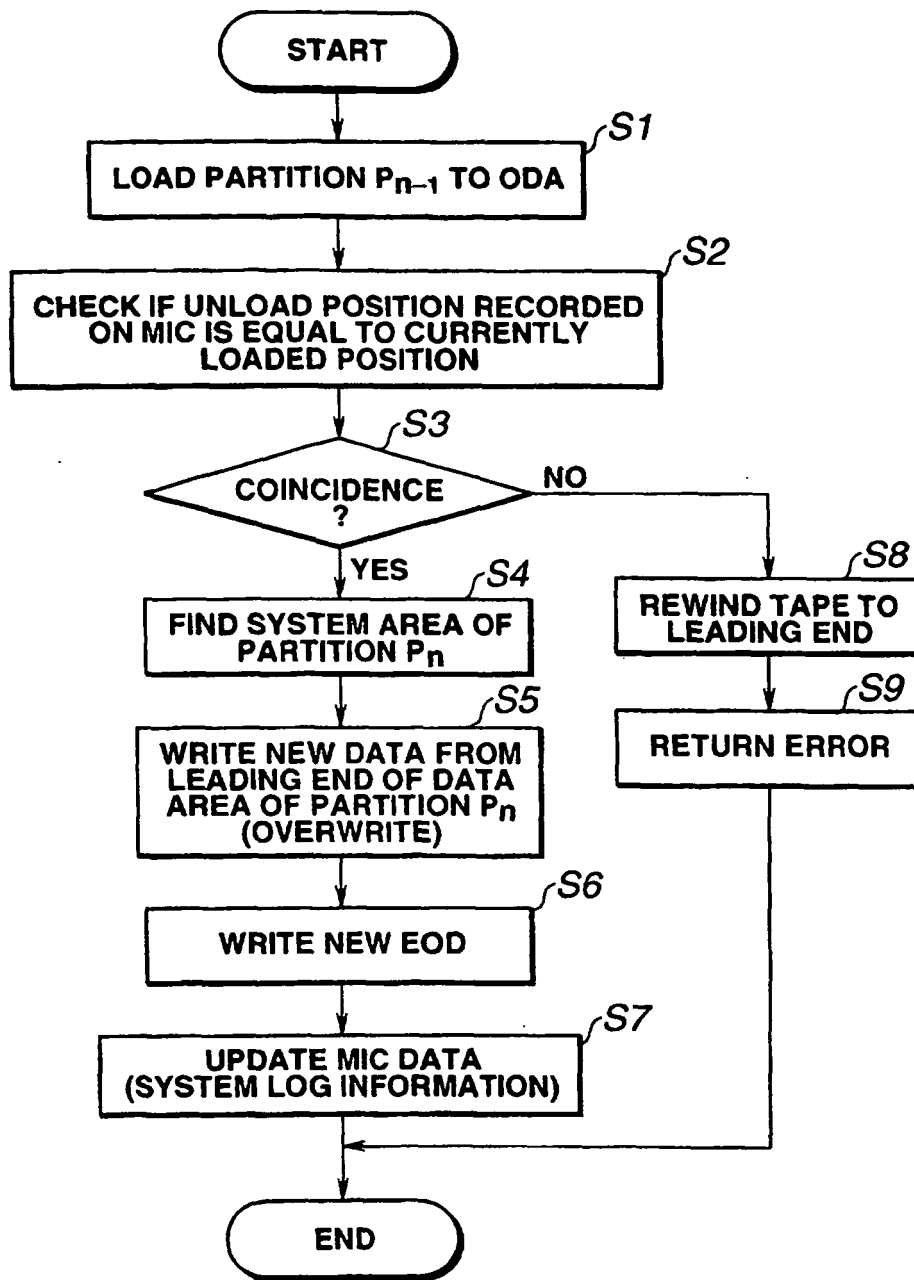 START
S1
LOAD PARTITION Pn-1 TO ODA
S2
CHECK IF UNLOAD POSITION RECORDED
ON MIC IS EQUAL TO CURRENTLY
LOADED POSITION
S3
COINCIDENCE
?
NO
YES
S4
FIND SYSTEM AREA OF
PARTITION Pn
S5
WRITE NEW DATA FROM
LEADING END OF DATA
AREA OF PARTITION Pn
(OVERWRITE)
S6
WRITE NEW EOD
S7
UPDATE MIC DATA
(SYSTEM LOG INFORMATION)
S8
REWIND TAPE TO
LEADING END
S9
RETURN ERROR
END